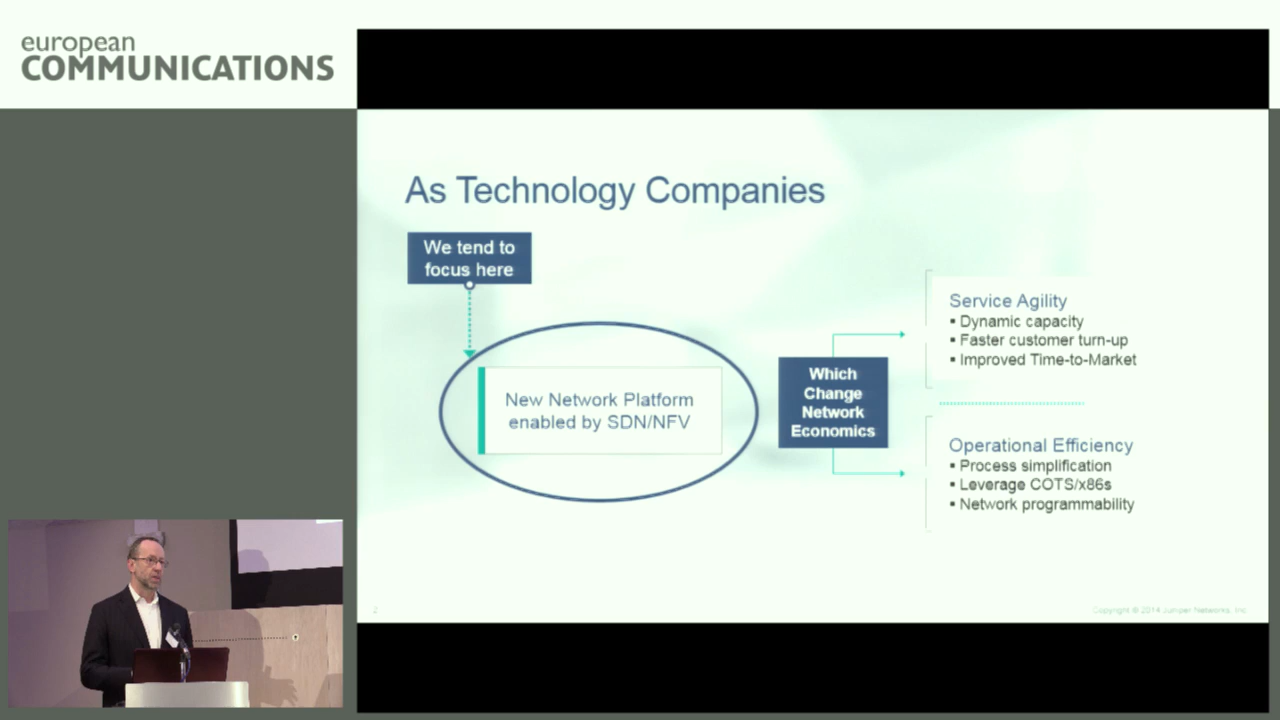 european
COMMUNICATIONS
As Technology Companies
We tend to
focus here
New Network Platform
enabled by SDN/NFV
Which
Change
Network
Economics
Service Agility
▪ Dynamic capacity
▪ Faster customer turn-up
▪ Improved Time-to-Market
Operational Efficiency
▪ Process simplification
▪ Leverage COTS/x86s
▪ Network programmability
2
Copyright © 2014 Juniper Networks, Inc.